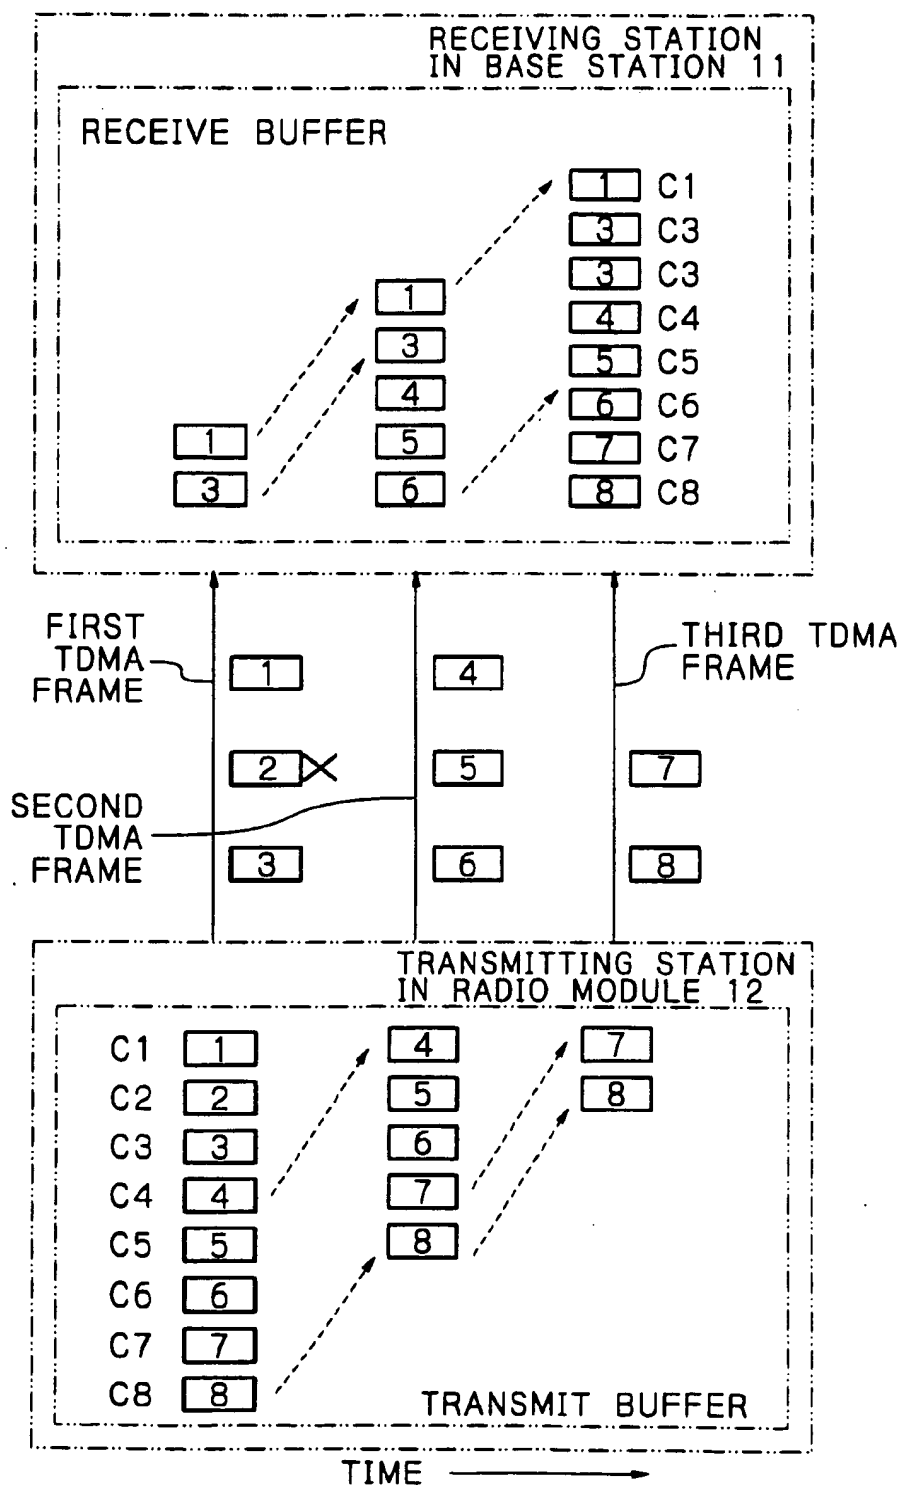 RECEIVING STATION
IN BASE STATION 11
RECEIVE BUFFER
1 C1
3 C3
3 C3
4 C4
5 C5
6 C6
7 C7
8 C8
1
3
4
5
6
1
3
FIRST
TDMA
FRAME
THIRD TDMA
FRAME
SECOND
TDMA
FRAME
1
2
3
4
5
6
7
8
TRANSMITTING STATION
IN RADIO MODULE 12
C1 1
C2 2
C3 3
C4 4
C5 5
C6 6
C7 7
C8 8
4
5
6
7
8
7
8
TRANSMIT BUFFER
TIME